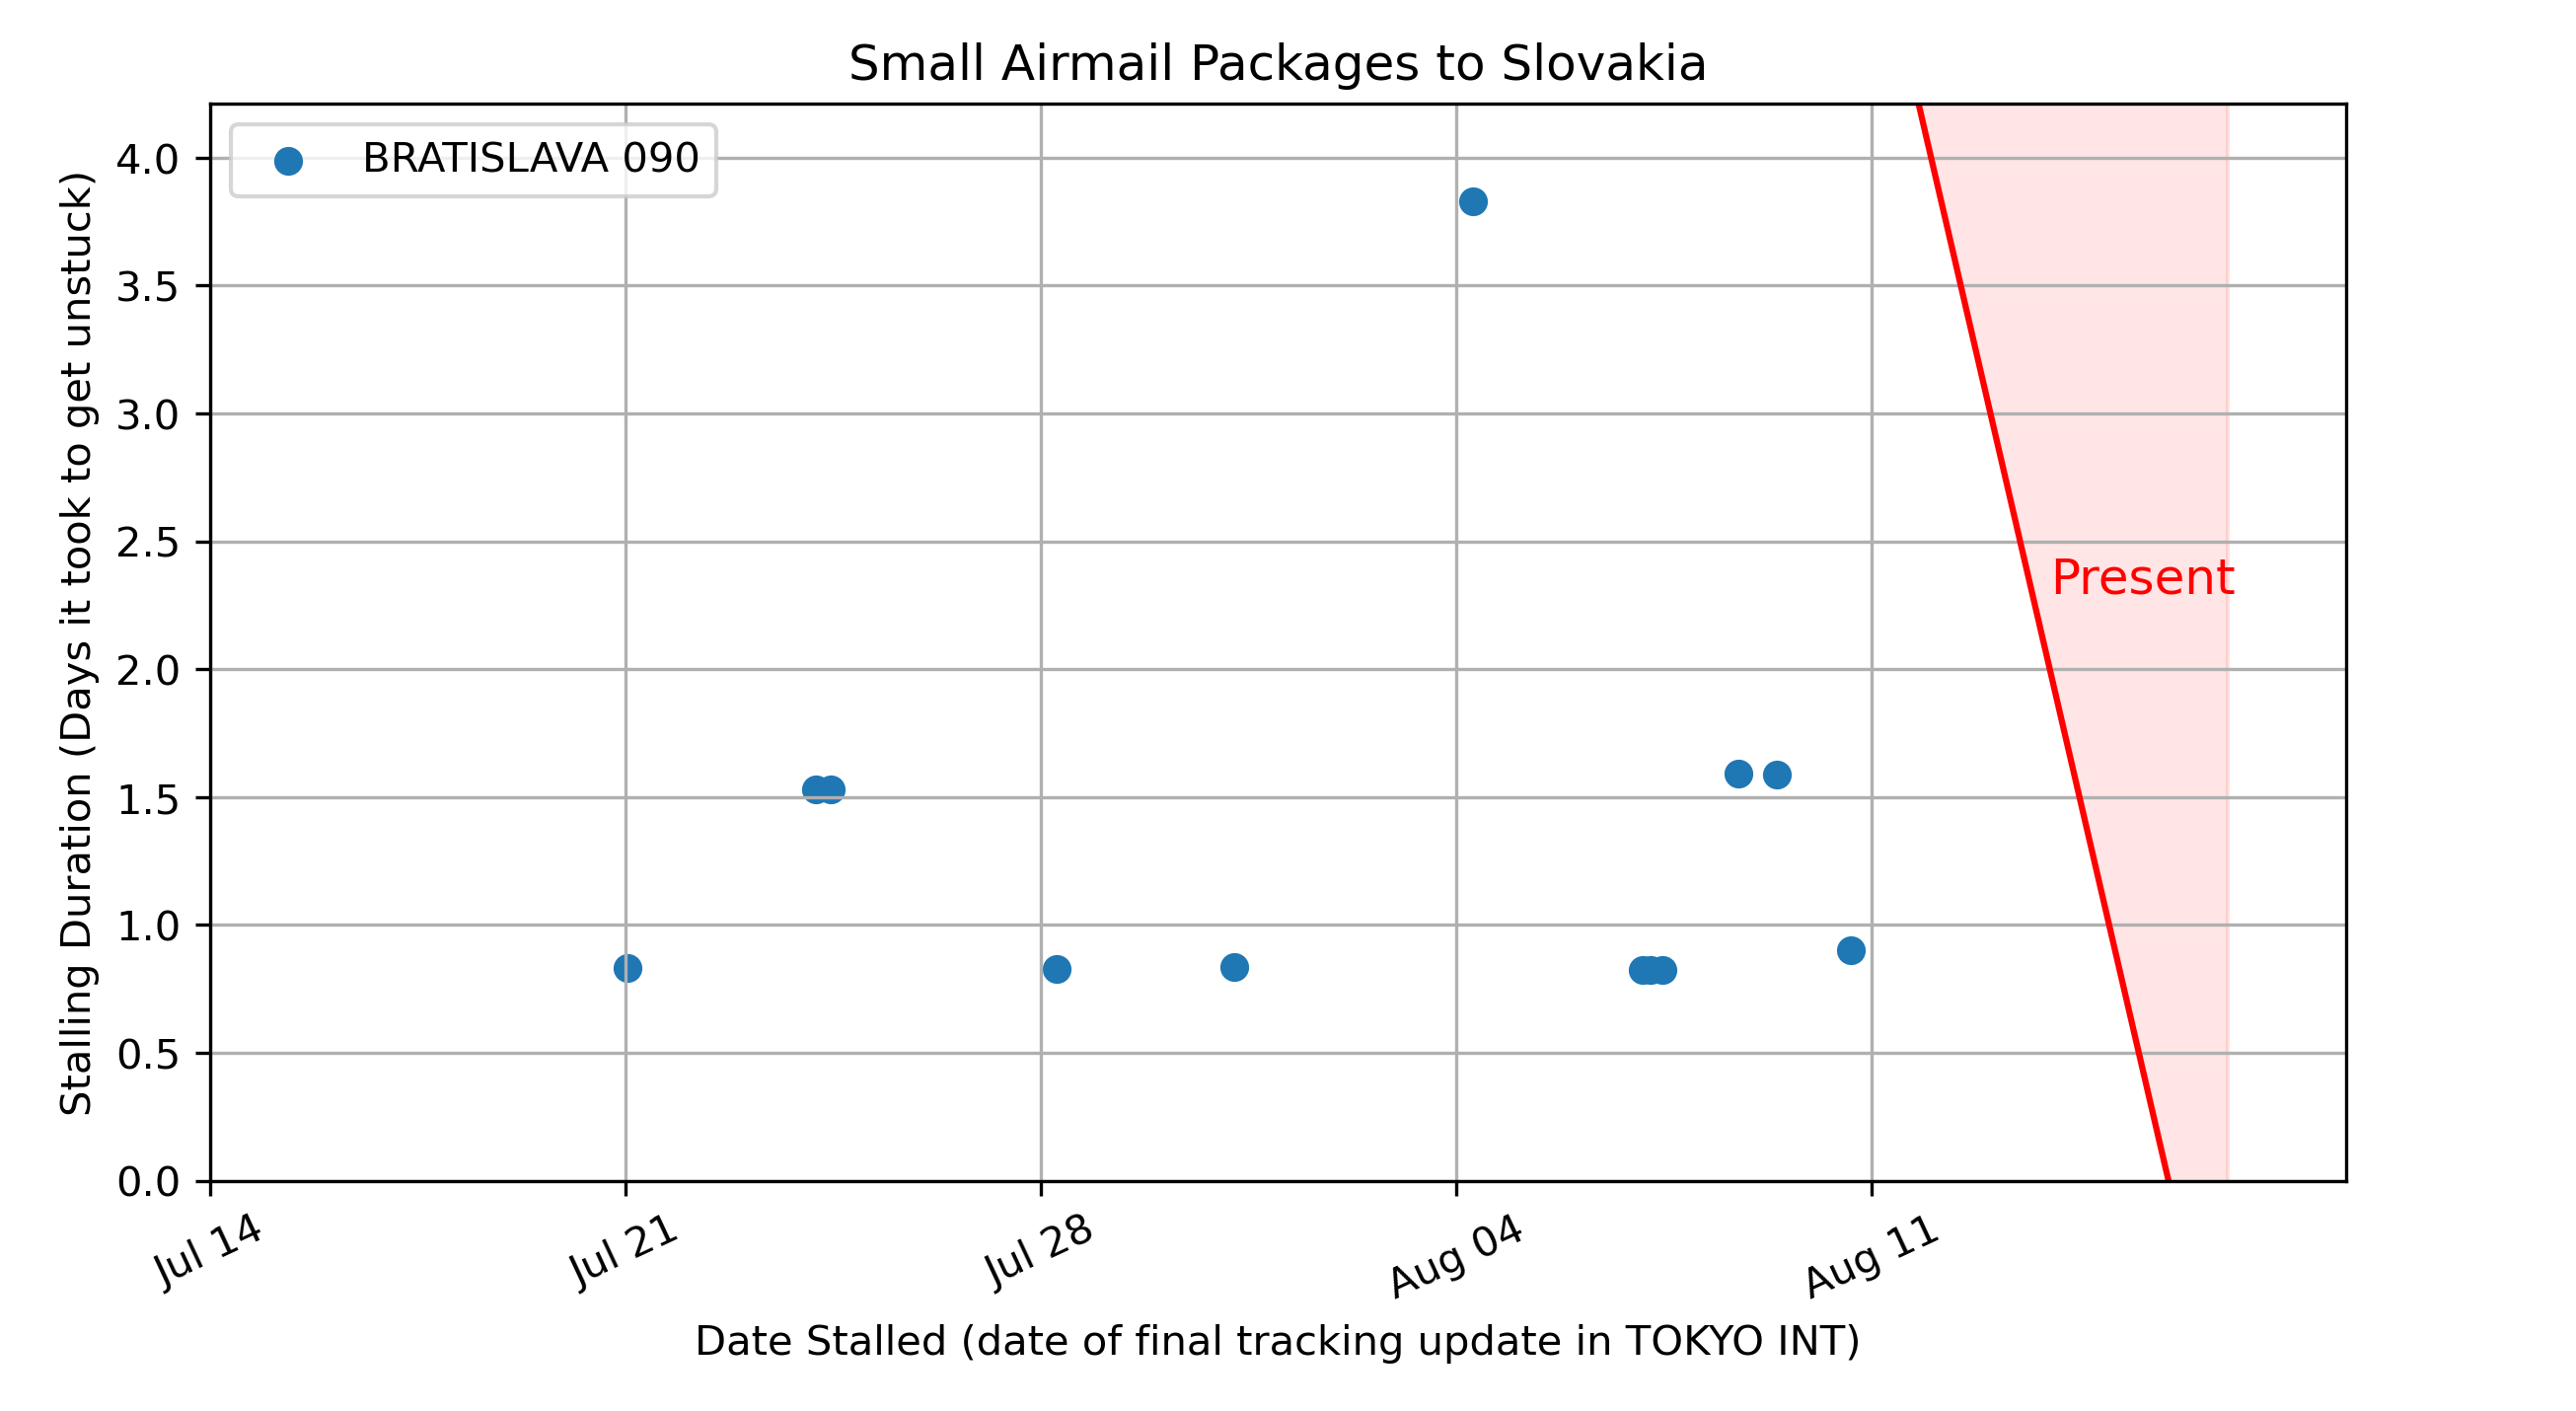 Small Airmail Packages to Slovakia
BRATISLAVA 090
Stalling Duration (Days it took to get unstuck)
4.0
3.5
3.0
2.5
2.0
1.5
1.0
0.5
0.0
Present
Jul 14
Jul 21
Jul 28
Aug 04
Aug 11
Date Stalled (date of final tracking update in TOKYO INT)